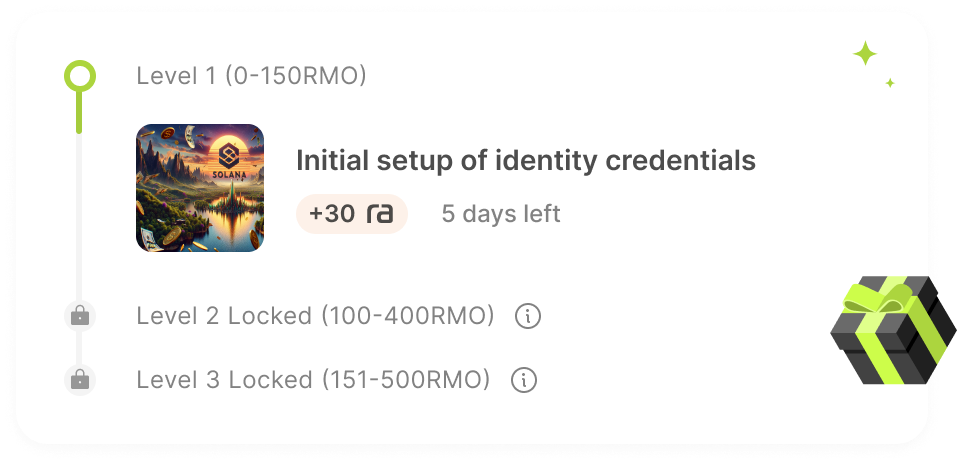 Level 1 (0-150RMO)
SOLANA
Initial setup of identity credentials
+30 ra
5 days left
Level 2 Locked (100-400RMO)
Level 3 Locked (151-500RMO)